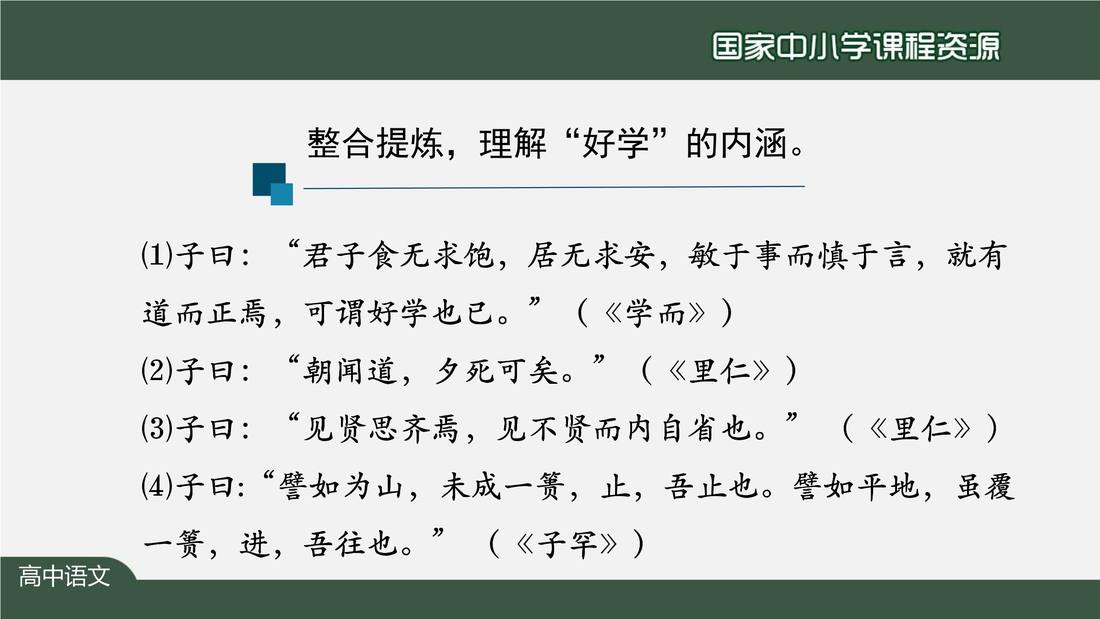 国家中小学课程资源
整合提炼，理解“好学”的内涵。
(1)子曰：“君子食无求饱，居无求安，敏于事而慎于言，就有
道而正焉，可谓好学也已。”（《学而》）
(2)子曰：“朝闻道，夕死可矣。”（《里仁》）
(3)子曰：“见贤思齐焉，见不贤而内自省也。”（《里仁》）
(4)子曰:“譬如为山，未成一篑，止，吾止也。譬如平地，虽覆
一篑，进，吾往也。”（《子罕》）
高中语文